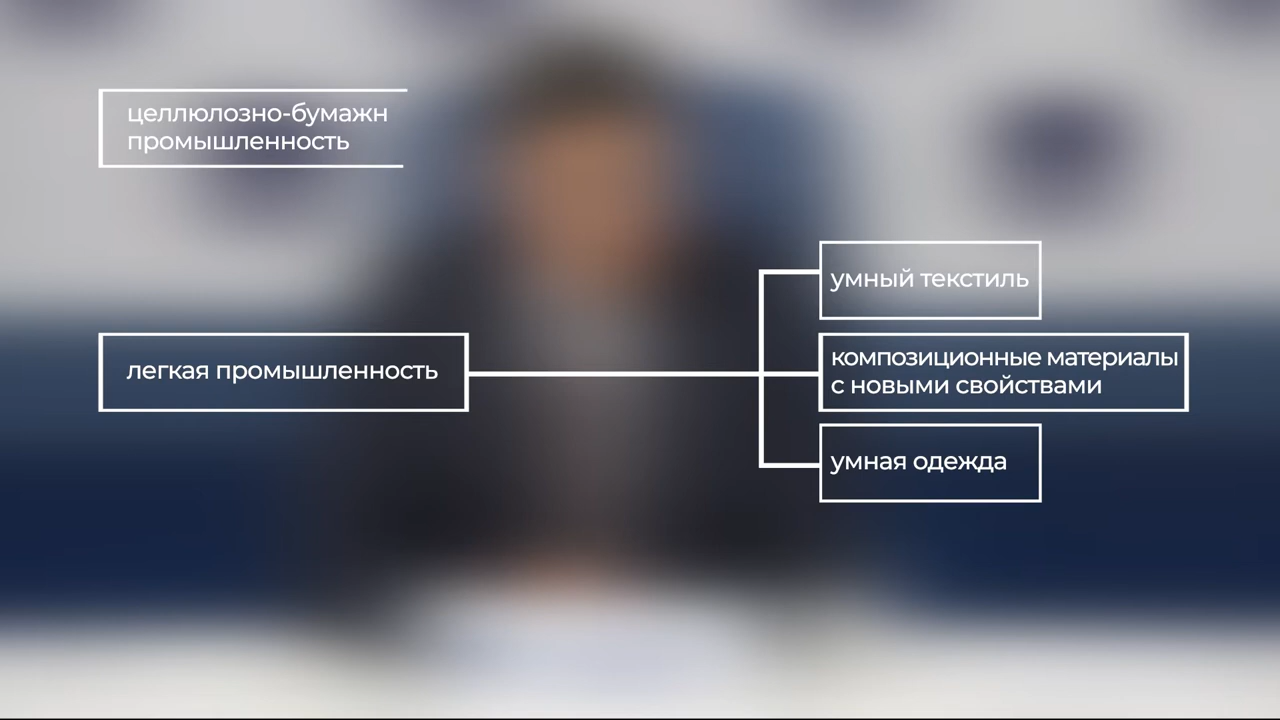 целлюлозно-бумажн
промышленность
умный текстиль
легкая промышленность
композиционные материалы
с новыми свойствами
умная одежда